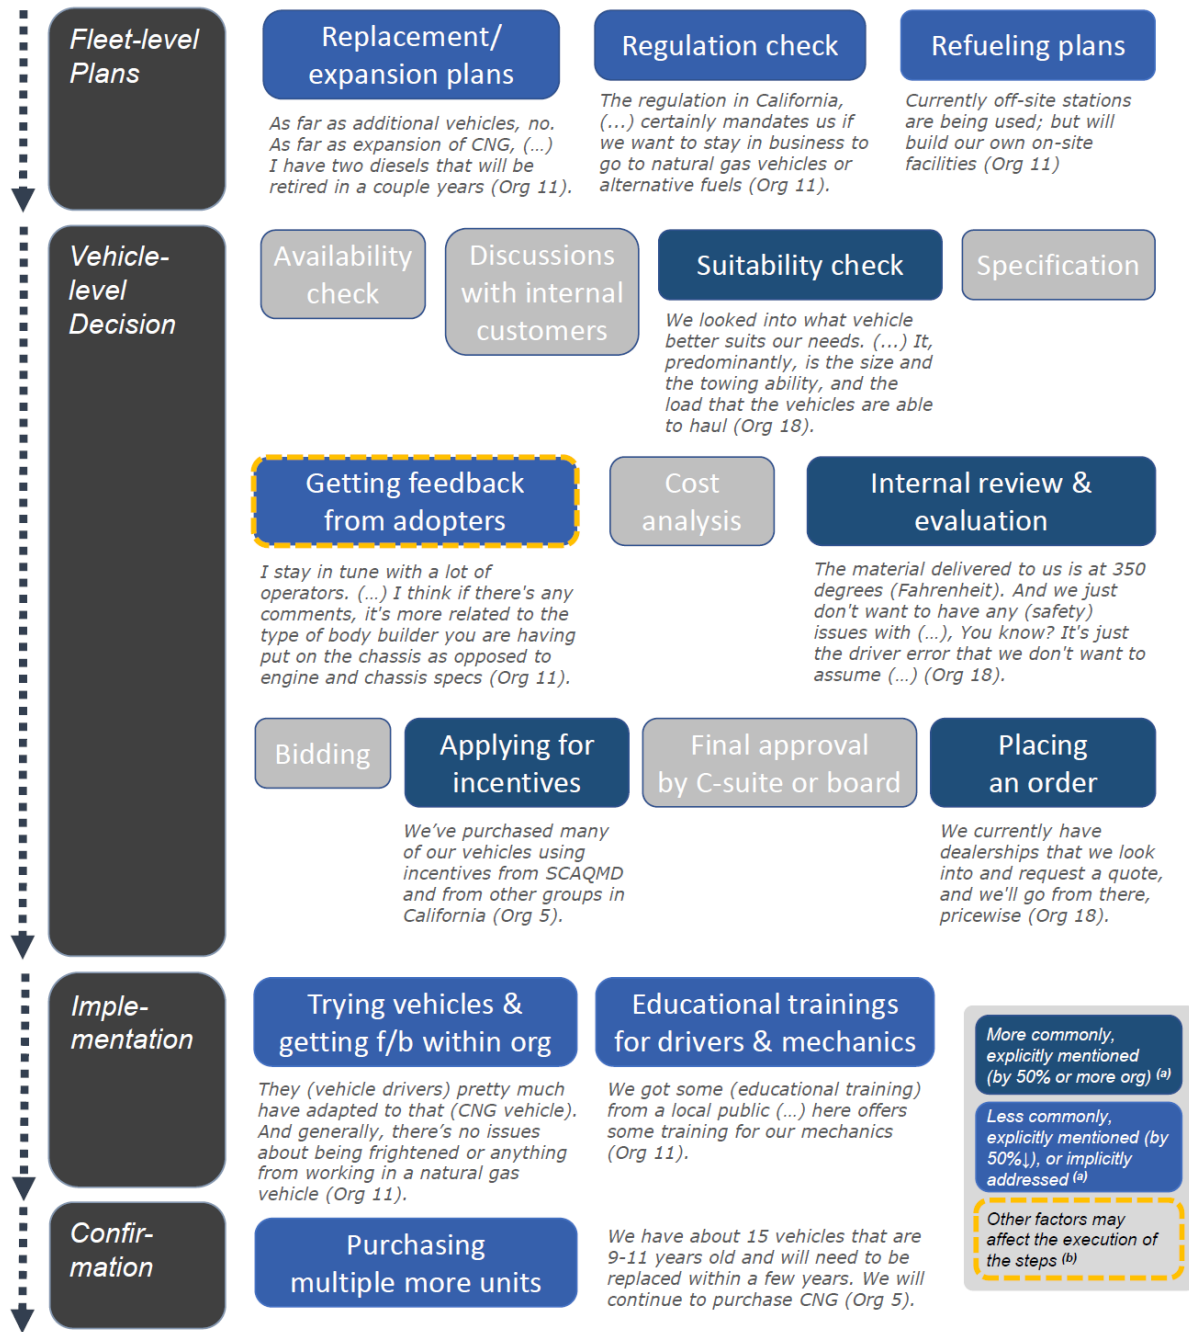 Fleet-level
Plans
Replacement/
expansion plans
As far as additional vehicles, no.
As far as expansion of CNG, (…)
I have two diesels that will be
retired in a couple years (Org 11).
Regulation check
The regulation in California,
(...) certainly mandates us if
we want to stay in business to
go to natural gas vehicles or
alternative fuels (Org 11).
Refueling plans
Currently off-site stations
are being used; but will
build our own on-site
facilities (Org 11)
Vehicle-
level
Decision
Availability
check
Discussions
with internal
customers
Suitability check
We looked into what vehicle
better suits our needs. (...) It,
predominantly, is the size and
the towing ability, and the
load that the vehicles are able
to haul (Org 18).
Specification
Getting feedback
from adopters
I stay in tune with a lot of
operators. (…) I think if there's any
comments, it's more related to the
type of body builder you are having
put on the chassis as opposed to
engine and chassis specs (Org 11).
Cost
analysis
Internal review &
evaluation
The material delivered to us is at 350
degrees (Fahrenheit). And we just
don't want to have any (safety)
issues with (…), You know? It's just
the driver error that we don't want to
assume (…) (Org 18).
Bidding
Applying for
incentives
We've purchased many
of our vehicles using
incentives from SCAQMD
and from other groups in
California (Org 5).
Final approval
by C-suite or board
Placing
an order
We currently have
dealerships that we look
into and request a quote,
and we'll go from there,
pricewise (Org 18).
Imple-
mentation
Trying vehicles &
getting f/b within org
They (vehicle drivers) pretty much
have adapted to that (CNG vehicle).
And generally, there's no issues
about being frightened or anything
from working in a natural gas
vehicle (Org 11).
Educational trainings
for drivers & mechanics
We got some (educational training)
from a local public (…) here offers
some training for our mechanics
(Org 11).
Confir-
mation
Purchasing
multiple more units
We have about 15 vehicles that are
9-11 years old and will need to be
replaced within a few years. We will
continue to purchase CNG (Org 5).
More commonly,
explicitly mentioned
(by 50% or more org) (a)
Less commonly,
explicitly mentioned (by
50%↓), or implicitly
addressed (a)
Other factors may
affect the execution of
the steps (b)